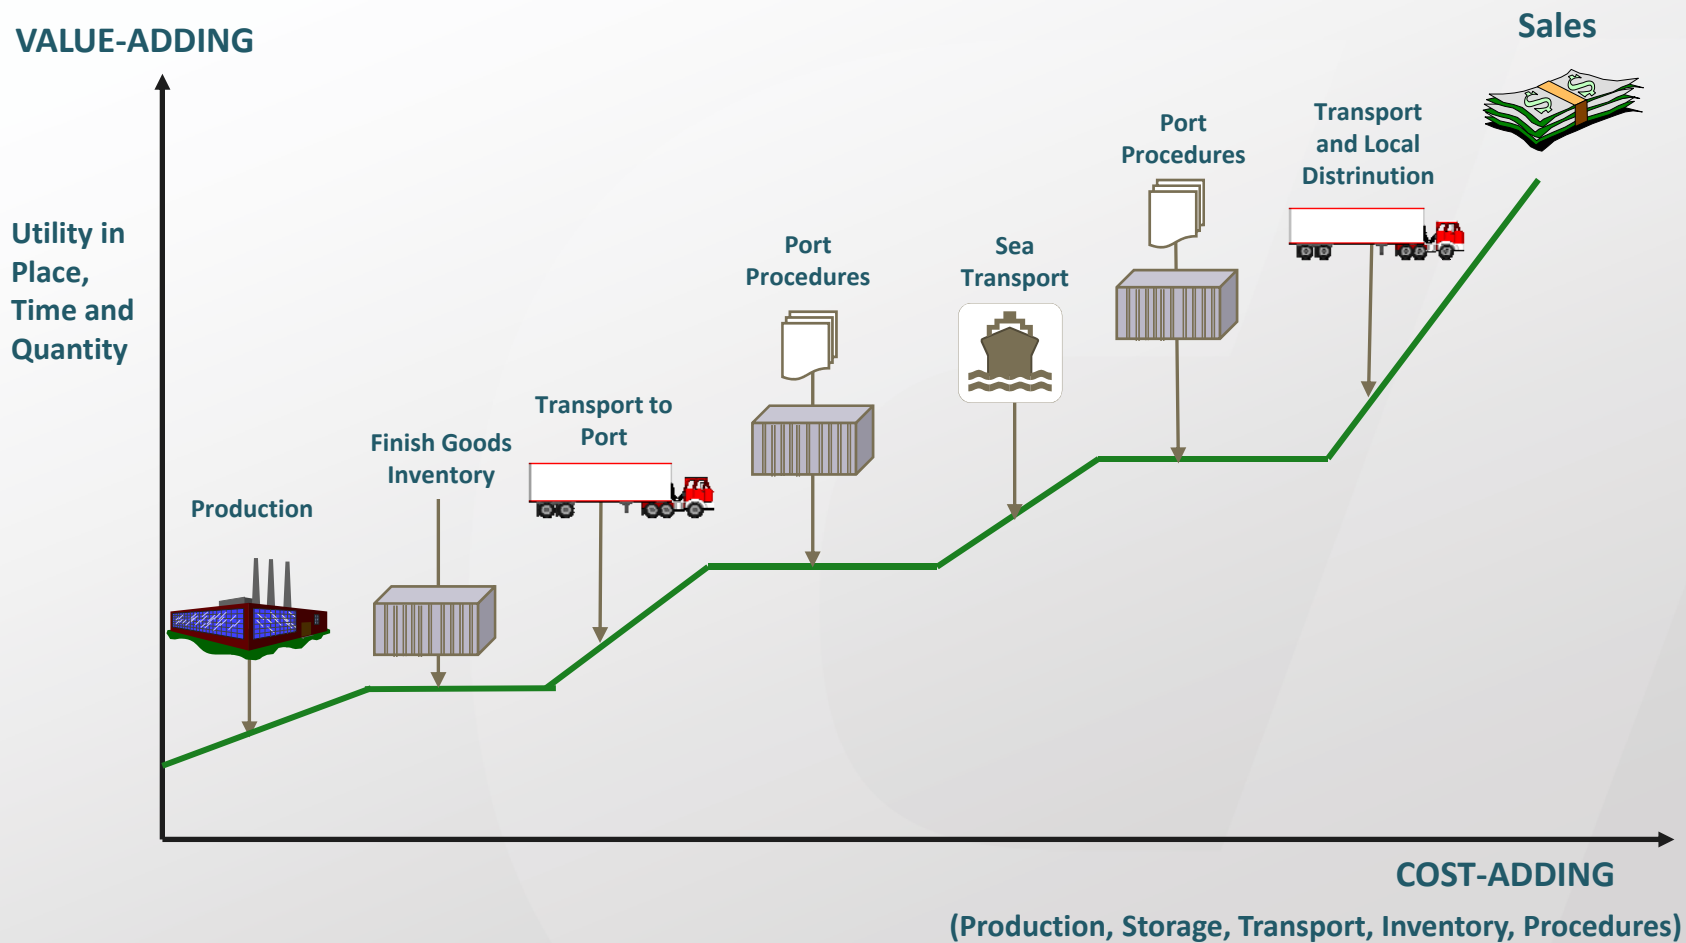 VALUE-ADDING
Sales
Utility in
Place,
Time and
Quantity
Production
Finish Goods
Inventory
Transport to
Port
Port
Procedures
Sea
Transport
Port
Procedures
Transport
and Local
Distrinution
COST-ADDING
(Production, Storage, Transport, Inventory, Procedures)